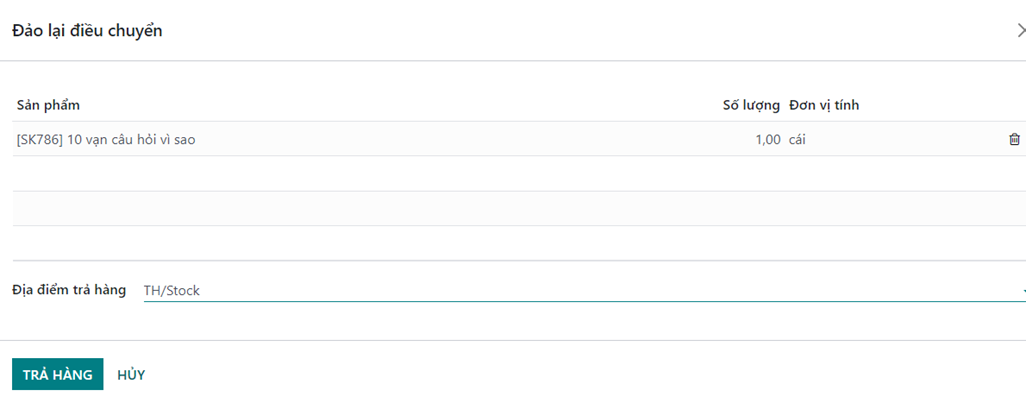 Đảo lại điều chuyển
Sản phẩm Số lượng Đơn vị tính
[SK786] 10 vạn câu hỏi vì sao 1,00 cái
Địa điểm trả hàng TH/Stock
TRẢ HÀNG HỦY